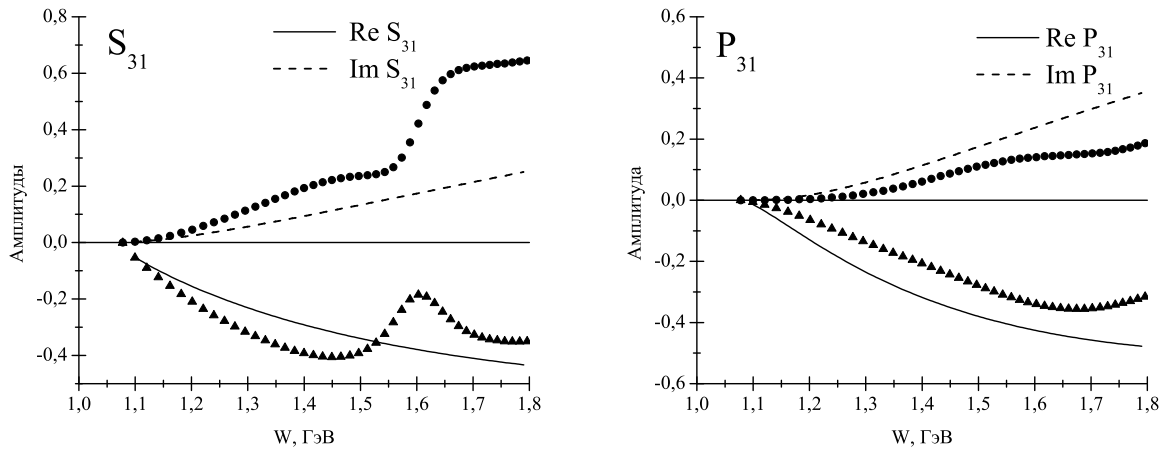 S31
Re S31
Im S31
0,8
0,6
0,4
0,2
0,0
-0,2
-0,4
Амплитуды
1,0 1,1 1,2 1,3 1,4 1,5 1,6 1,7 1,8
W, ГэВ
P31
Re P31
Im P31
0,6
0,4
0,2
0,0
-0,2
-0,4
-0,6
Амплитуда
1,0 1,1 1,2 1,3 1,4 1,5 1,6 1,7 1,8
W, ГэВ